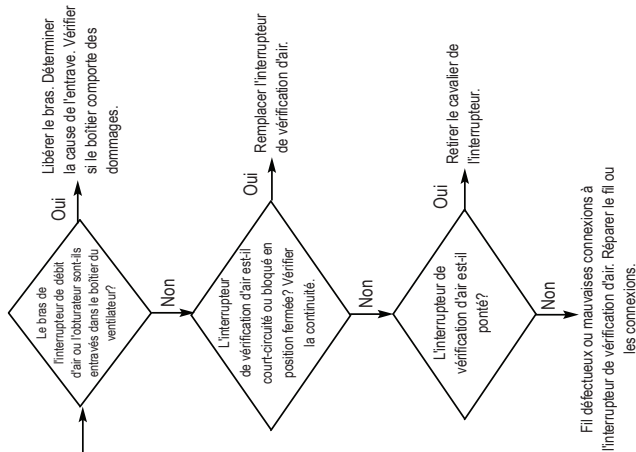 Le bras de
l'interrupteur de débit
d'air ou l'obturateur sont-ils
entravés dans le boîtier du
ventilateur?
Oui
Libérer le bras. Déterminer
la cause de l'entrave. Vérifier
si le boîtier comporte des
dommages.
Non
L'interrupteur
de vérification d'air est-il
court-circuité ou bloqué en
position fermée? Vérifier
la continuité.
Oui
Remplacer l'interrupteur
de vérification d'air.
Non
L'interrupteur de
vérification d'air est-il
ponté?
Oui
Retirer le cavalier de
l'interrupteur.
Non
Fil défectueux ou mauvaises connexions à
l'interrupteur de vérification d'air. Réparer le fil ou
les connexions.